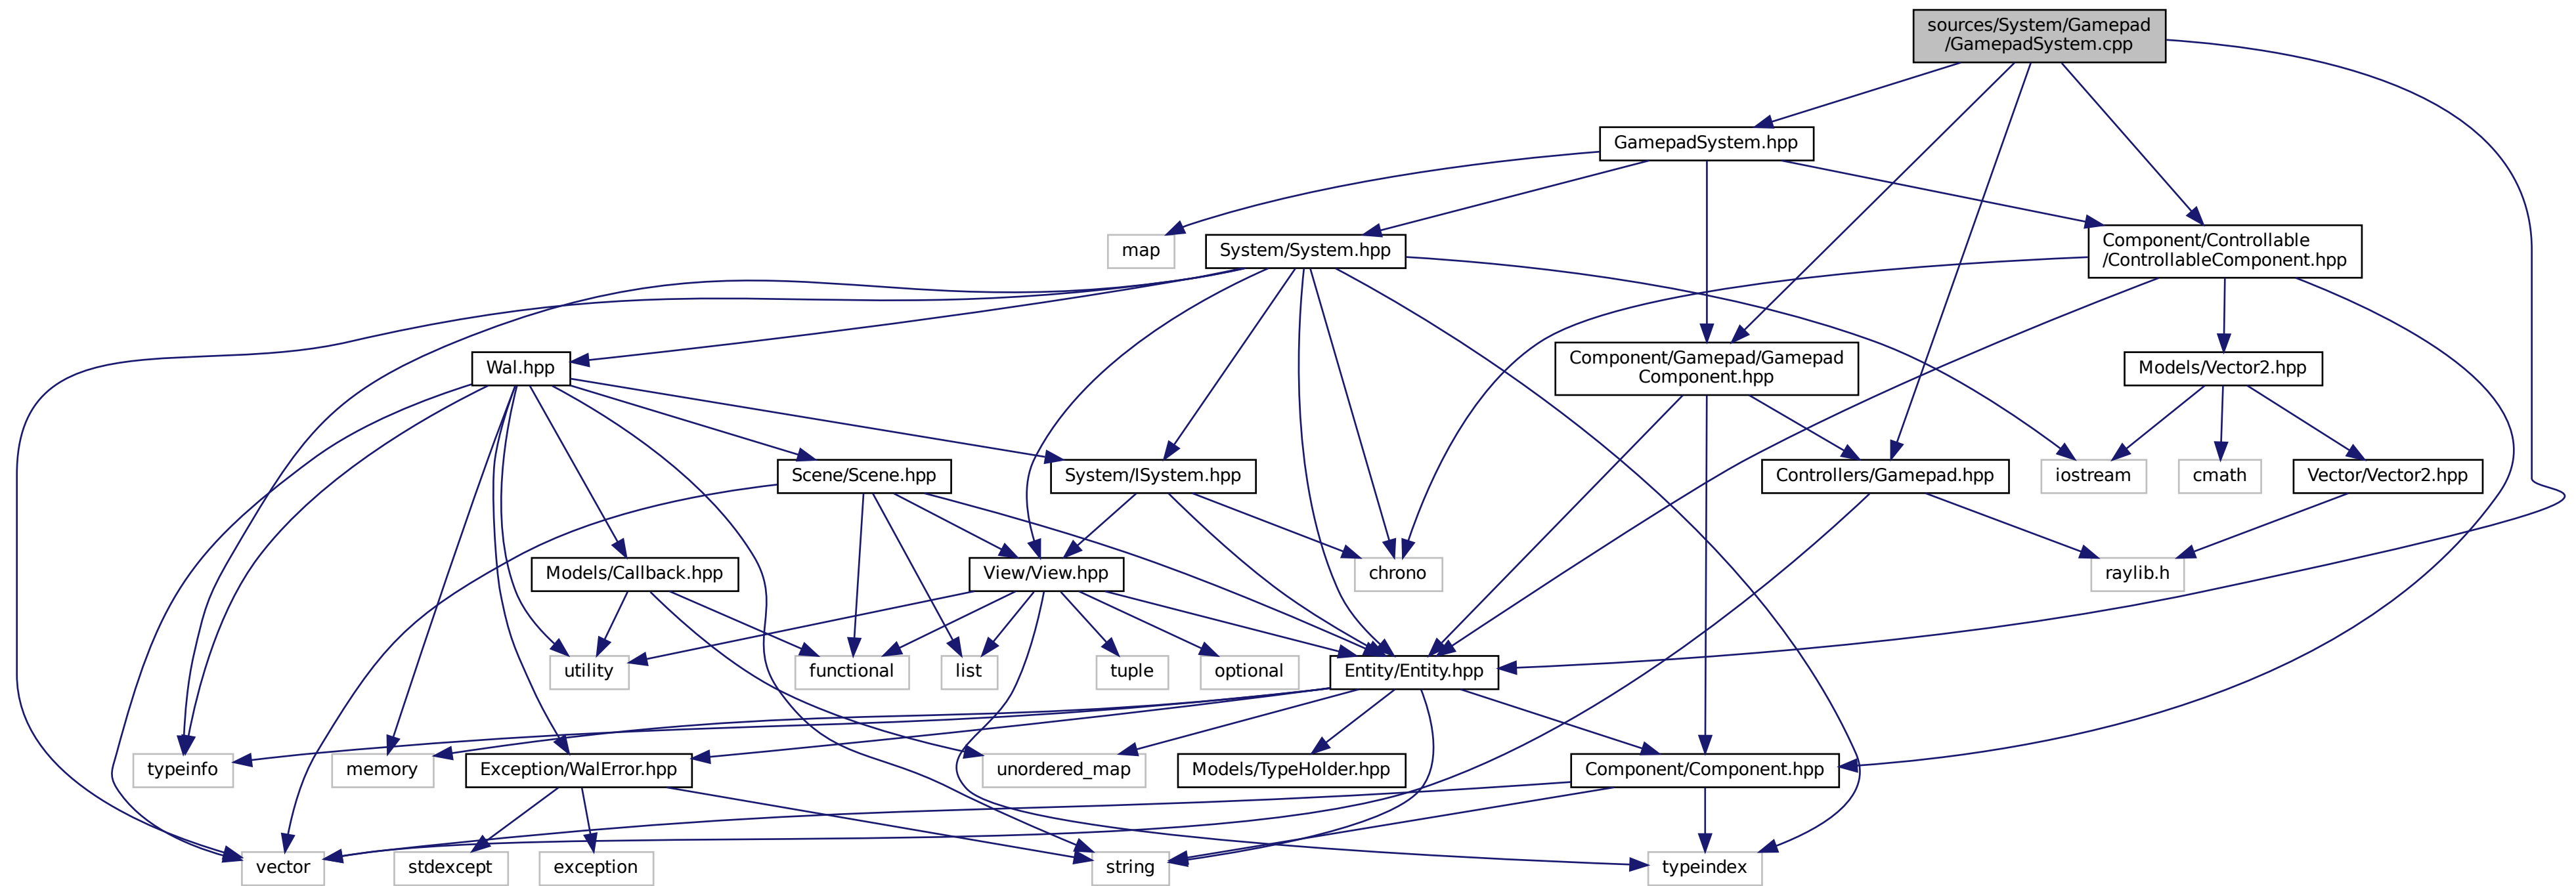 sources/System/Gamepad
/GamepadSystem.cpp
GamepadSystem.hpp
map
System/System.hpp
Component/Controllable
/ControllableComponent.hpp
Wal.hpp
Component/Gamepad/Gamepad
Component.hpp
Models/Vector2.hpp
Scene/Scene.hpp
System/ISystem.hpp
Controllers/Gamepad.hpp
iostream
cmath
Vector/Vector2.hpp
Models/Callback.hpp
View/View.hpp
chrono
raylib.h
utility
functional
list
tuple
optional
Entity/Entity.hpp
typeinfo
memory
Exception/WalError.hpp
unordered_map
Models/TypeHolder.hpp
Component/Component.hpp
vector
stdexcept
exception
string
typeindex